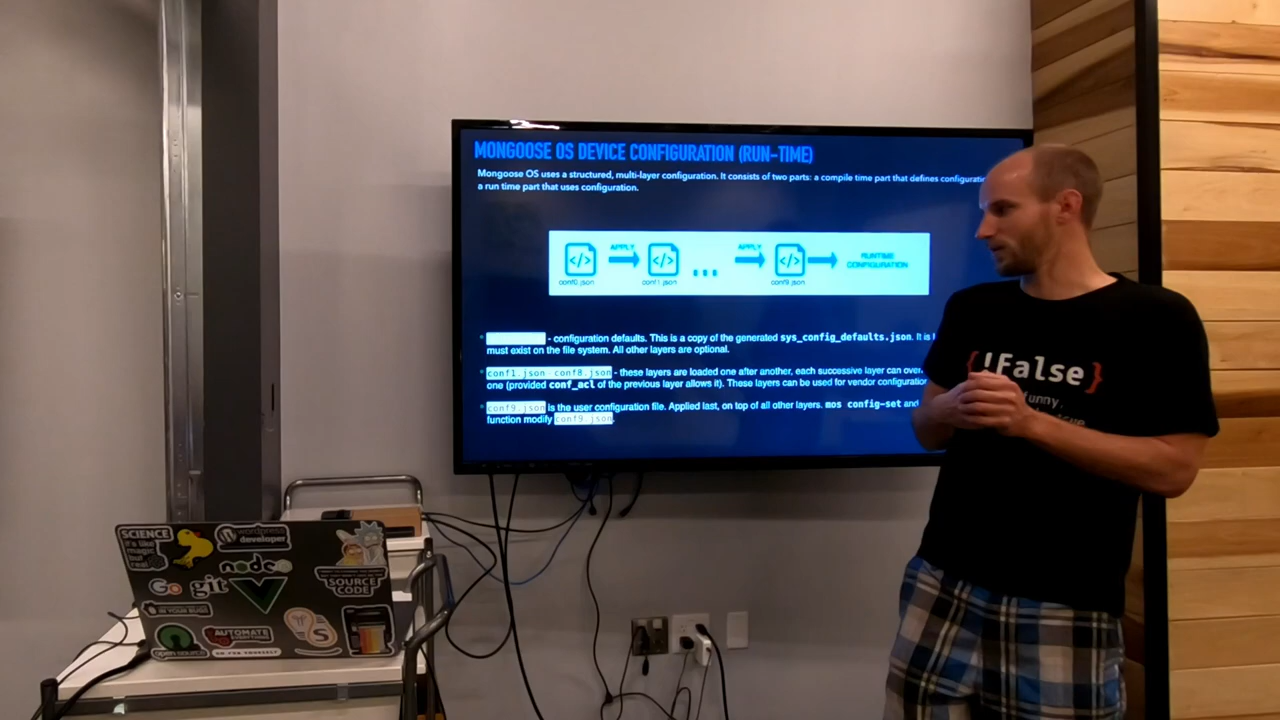 MONGOOSE OS DEVICE CONFIGURATION (RUN-TIME)
Mongoose OS uses a structured, multi-layer configuration. It consists of two parts: a compile time part that defines
a run time part that uses configuration.
APPLY
APPLY
</>
</>
...
</>
RUNTIME
CONFIGURATION
conf0.json
conf1.json
conf9.json
- configuration defaults. This is a copy of the generated sys_config_defaults.json. It is
must exist on the file system. All other layers are optional.
conf1.json - conf8.json - these layers are loaded one after another, each successive layer can
one (provided conf_acl of the previous layer allows it). These layers can be used for vendor
conf9.json is the user configuration file. Applied last, on top of all other layers. mos config-set and
function modify conf9.json.
{!False}
SCIENCE
it's like
magic
but
real
wordpress
developer
node
Go
git
SOURCE
CODE
IN YOUR BUGS
open source
AUTOMATE
EVERYTHING
S